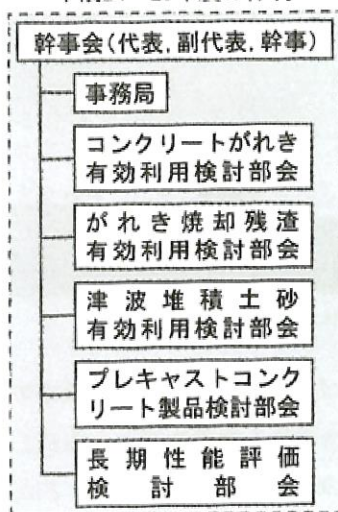 幹事会(代表,副代表,幹事)
事務局
コンクリートがれき
有効利用検討部会
がれき焼却残渣
有効利用検討部会
津波堆積土砂
有効利用検討部会
プレキャストコンク
リート製品検討部会
長期性能評価
検討部会